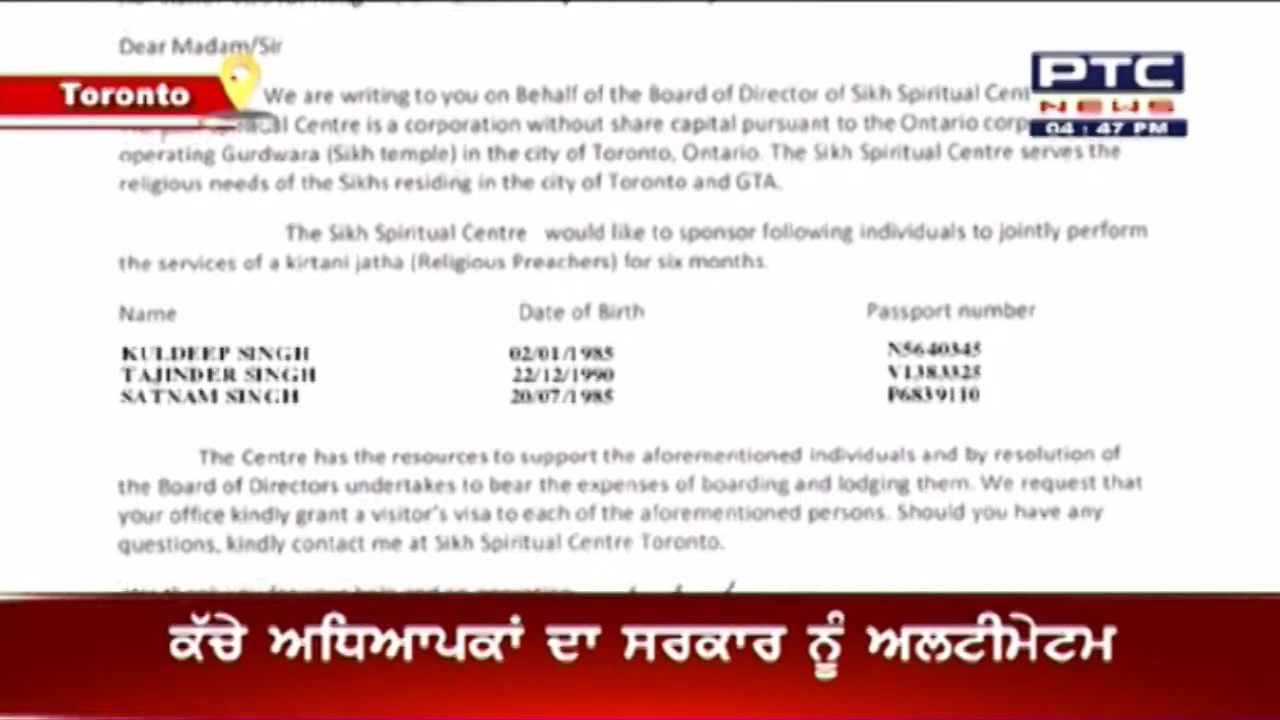 Dear Madam/Sir
Toronto
PTC
NEWS
04 : 47 PM
We are writing to you on Behalf of the Board of Director of Sikh Spiritual Cent
Centre is a corporation without share capital pursuant to the Ontario corp
operating Gurdwara (Sikh temple) in the city of Toronto, Ontario. The Sikh Spiritual Centre serves the
religious needs of the Sikhs residing in the city of Toronto and GTA.
The Sikh Spiritual Centre would like to sponsor following individuals to jointly perform
the services of a kirtani jatha (Religious Preachers) for six months.
Name Date of Birth Passport number
KULDEEP SINGH 02/01/1985 N5640345
TAJINDER SINGH 22/12/1990 V1383325
SATNAM SINGH 20/07/1985 P6839110
The Centre has the resources to support the aforementioned individuals and by resolution of
the Board of Directors undertakes to bear the expenses of boarding and lodging them. We request that
your office kindly grant a visitor's visa to each of the aforementioned persons. Should you have any
questions, kindly contact me at Sikh Spiritual Centre Toronto.
ਕੱਚੇ ਅਧਿਆਪਕਾਂ ਦਾ ਸਰਕਾਰ ਨੂੰ ਅਲਟੀਮੇਟਮ